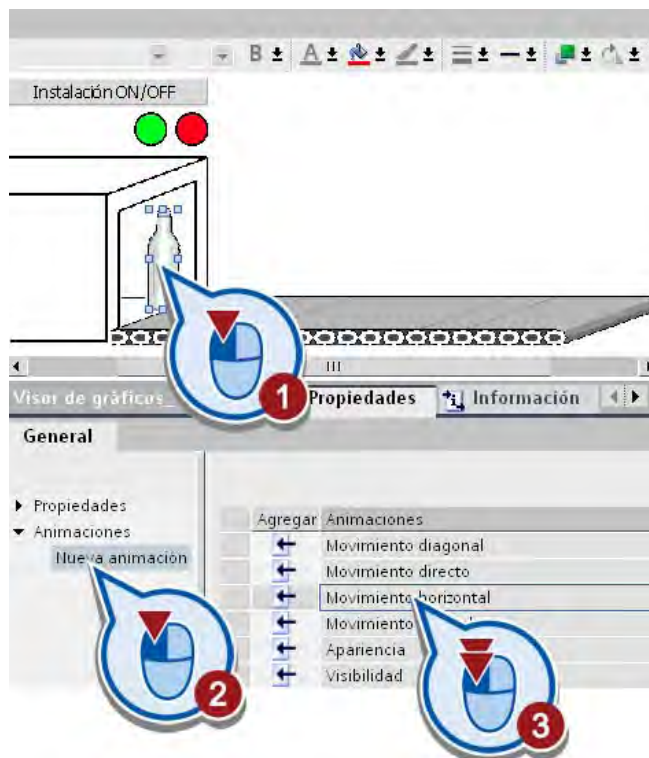 B A
Instalación ON/OFF
1
Visor de gráficos_ Propiedades Información
General
Propiedades
Animaciones
Nueva animación
Agregar Animaciones
Movimiento diagonal
Movimiento directo
Movimiento horizontal
Movimiento
Apariencia
Visibilidad
2
3